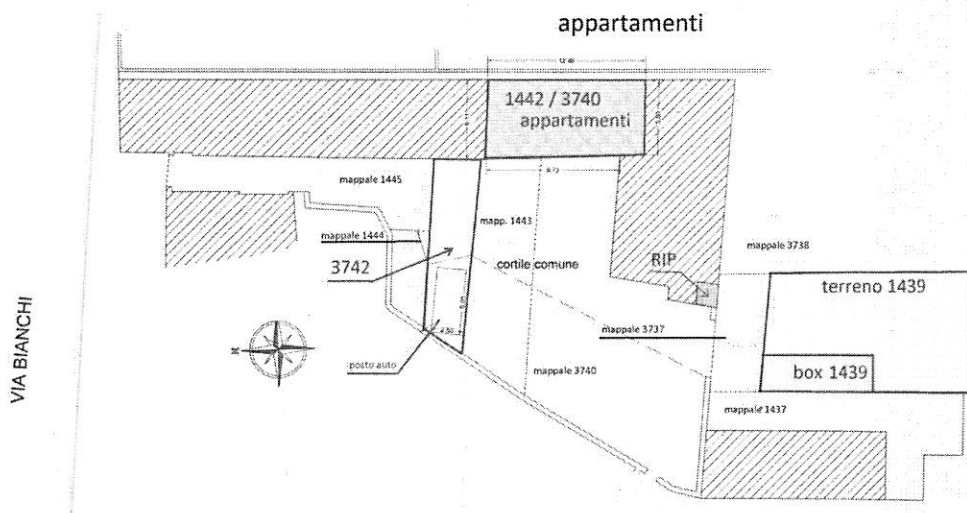 appartamenti
1442 / 3740
appartamenti
mappale 1445
mapp. 1443
mappale 1444
3742
cortile comune
RIP
mappale 3738
terreno 1439
mappale 3737
box 1439
posto auto
mappale 3740
mappale 1437
VIA BIANCHI